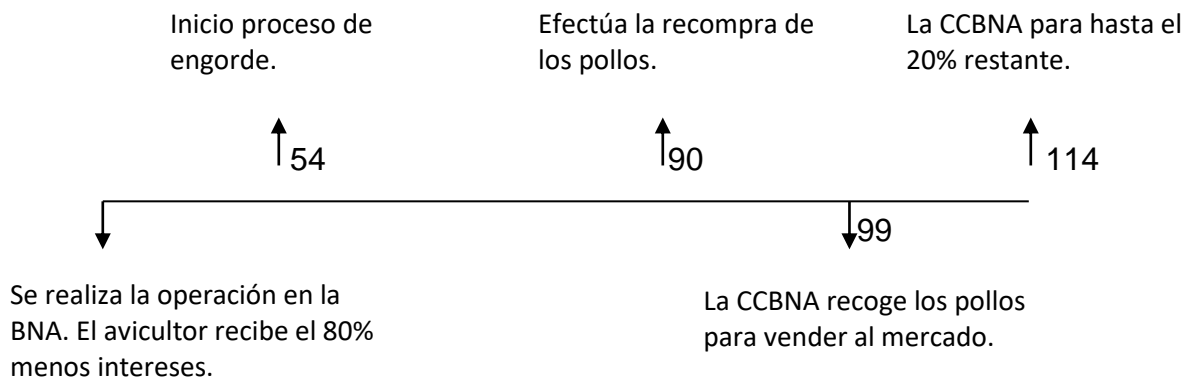 Inicio proceso de
engorde.
Efectúa la recompra de
los pollos.
La CCBNA para hasta el
20% restante.
54
90
114
99
Se realiza la operación en la
BNA. El avicultor recibe el 80%
menos intereses.
La CCBNA recoge los pollos
para vender al mercado.